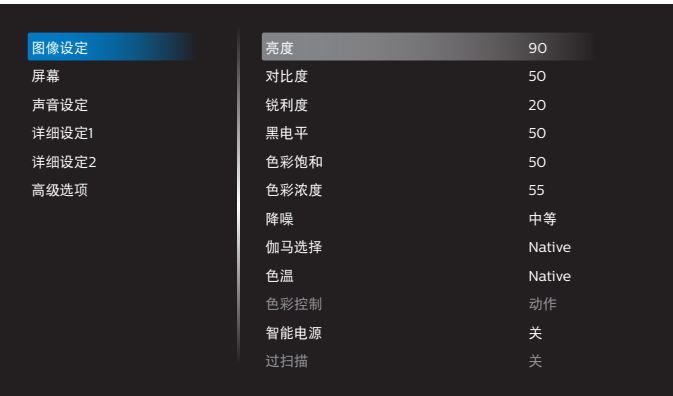 图像设定
屏幕
声音设定
详细设定1
详细设定2
高级选项
亮度 90
对比度 50
锐利度 20
黑电平 50
色彩饱和 50
色彩浓度 55
降噪 中等
伽马选择 Native
色温 Native
色彩控制 动作
智能电源 关
过扫描 关